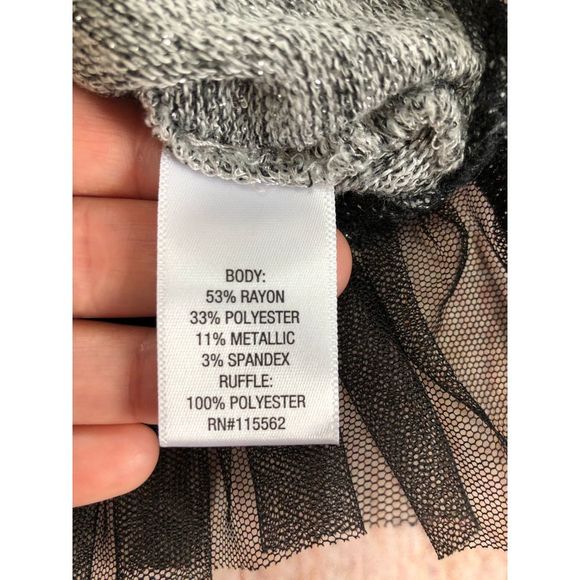 BODY:
53% RAYON
33% POLYESTER
11% METALLIC
3% SPANDEX
RUFFLE:
100% POLYESTER
RN#115562